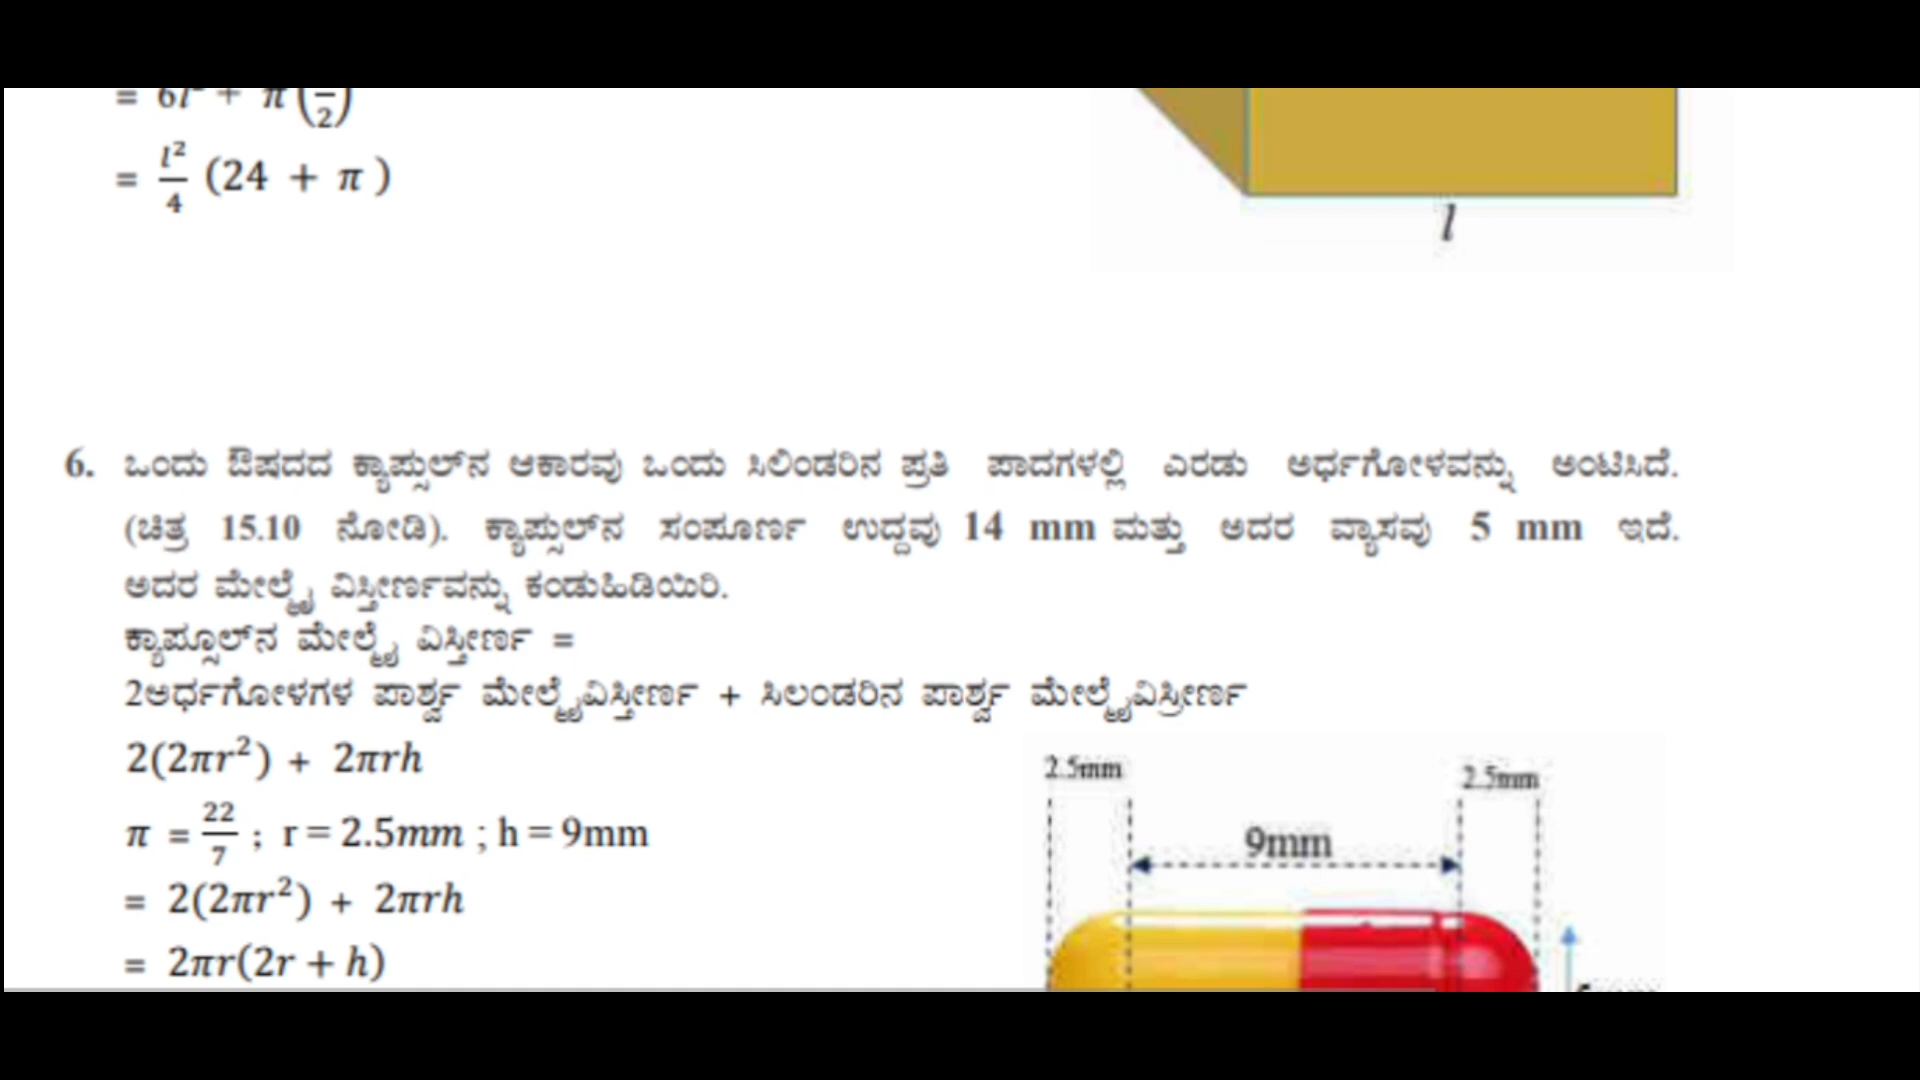 = 6l² + π(–/2)
= l²/4 (24 + π )
l
6. ಒಂದು ಔಷಧದ ಕ್ಯಾಪ್ಸುಲ್‌ನ ಆಕಾರವು ಒಂದು ಸಿಲಿಂಡರಿನ ಪ್ರತಿ ಪಾದಗಳಲ್ಲಿ ಎರಡು ಅರ್ಧಗೋಳವನ್ನು ಅಂಟಿಸಿದೆ.
(ಚಿತ್ರ 15.10 ನೋಡಿ). ಕ್ಯಾಪ್ಸುಲ್‌ನ ಸಂಪೂರ್ಣ ಉದ್ದವು 14 mm ಮತ್ತು ಅದರ ವ್ಯಾಸವು 5 mm ಇದೆ.
ಅದರ ಮೇಲ್ಮೈ ವಿಸ್ತೀರ್ಣವನ್ನು ಕಂಡುಹಿಡಿಯಿರಿ.
ಕ್ಯಾಪ್ಸೂಲ್‌ನ ಮೇಲ್ಮೈ ವಿಸ್ತೀರ್ಣ =
2ಅರ್ಧಗೋಳಗಳ ಪಾರ್ಶ್ವ ಮೇಲ್ಮೈವಿಸ್ತೀರ್ಣ + ಸಿಲಂಡರಿನ ಪಾರ್ಶ್ವ ಮೇಲ್ಮೈವಿಸ್ರೀರ್ಣ
2(2πr²) + 2πrh
π = 22/7 ; r = 2.5mm ; h = 9mm
= 2(2πr²) + 2πrh
= 2πr(2r + h)
2.5mm
2.5mm
9mm